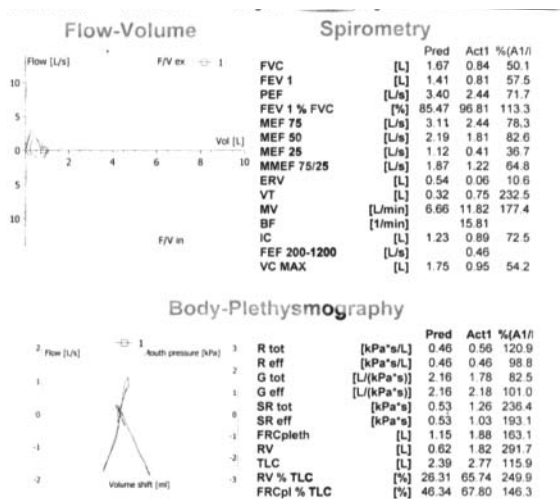 Flow-Volume
Flow [L/s] F/V ex 1
10
5
0
5
10
Vol [L]
2 4 6 8 10
F/V in
Spirometry
Pred Act1 %(A1/
FVC [L] 1.67 0.84 50.1
FEV 1 [L] 1.41 0.81 57.5
PEF [L/s] 3.40 2.44 71.7
FEV 1 % FVC [%] 85.47 96.81 113.3
MEF 75 [L/s] 3.11 2.44 78.3
MEF 50 [L/s] 2.19 1.81 82.6
MEF 25 [L/s] 1.12 0.41 36.7
MMEF 75/25 [L/s] 1.87 1.22 64.8
ERV [L] 0.54 0.06 10.6
VT [L] 0.32 0.75 232.5
MV [L/min] 6.66 11.82 177.4
BF [1/min] 15.81
IC [L] 1.23 0.89 72.5
FEF 200-1200 [L/s] 0.46
VC MAX [L] 1.75 0.95 54.2
Body-Plethysmography
1
2 Flow [L/s] Mouth pressure [kPa] 3
2
1 1
0 0
-1 -1
-2
-2 Volume shift [ml] -3
Pred Act1 %(A1/
R tot [kPa*s/L] 0.46 0.56 120.9
R eff [kPa*s/L] 0.46 0.46 98.8
G tot [L/(kPa*s)] 2.16 1.78 82.5
G eff [L/(kPa*s)] 2.16 2.18 101.0
SR tot [kPa*s] 0.53 1.26 236.4
SR eff [kPa*s] 0.53 1.03 193.1
FRCpleth [L] 1.15 1.88 163.1
RV [L] 0.62 1.82 291.7
TLC [L] 2.39 2.77 115.9
RV % TLC [%] 26.31 65.74 249.9
FRCpl % TLC [%] 46.34 67.80 146.3